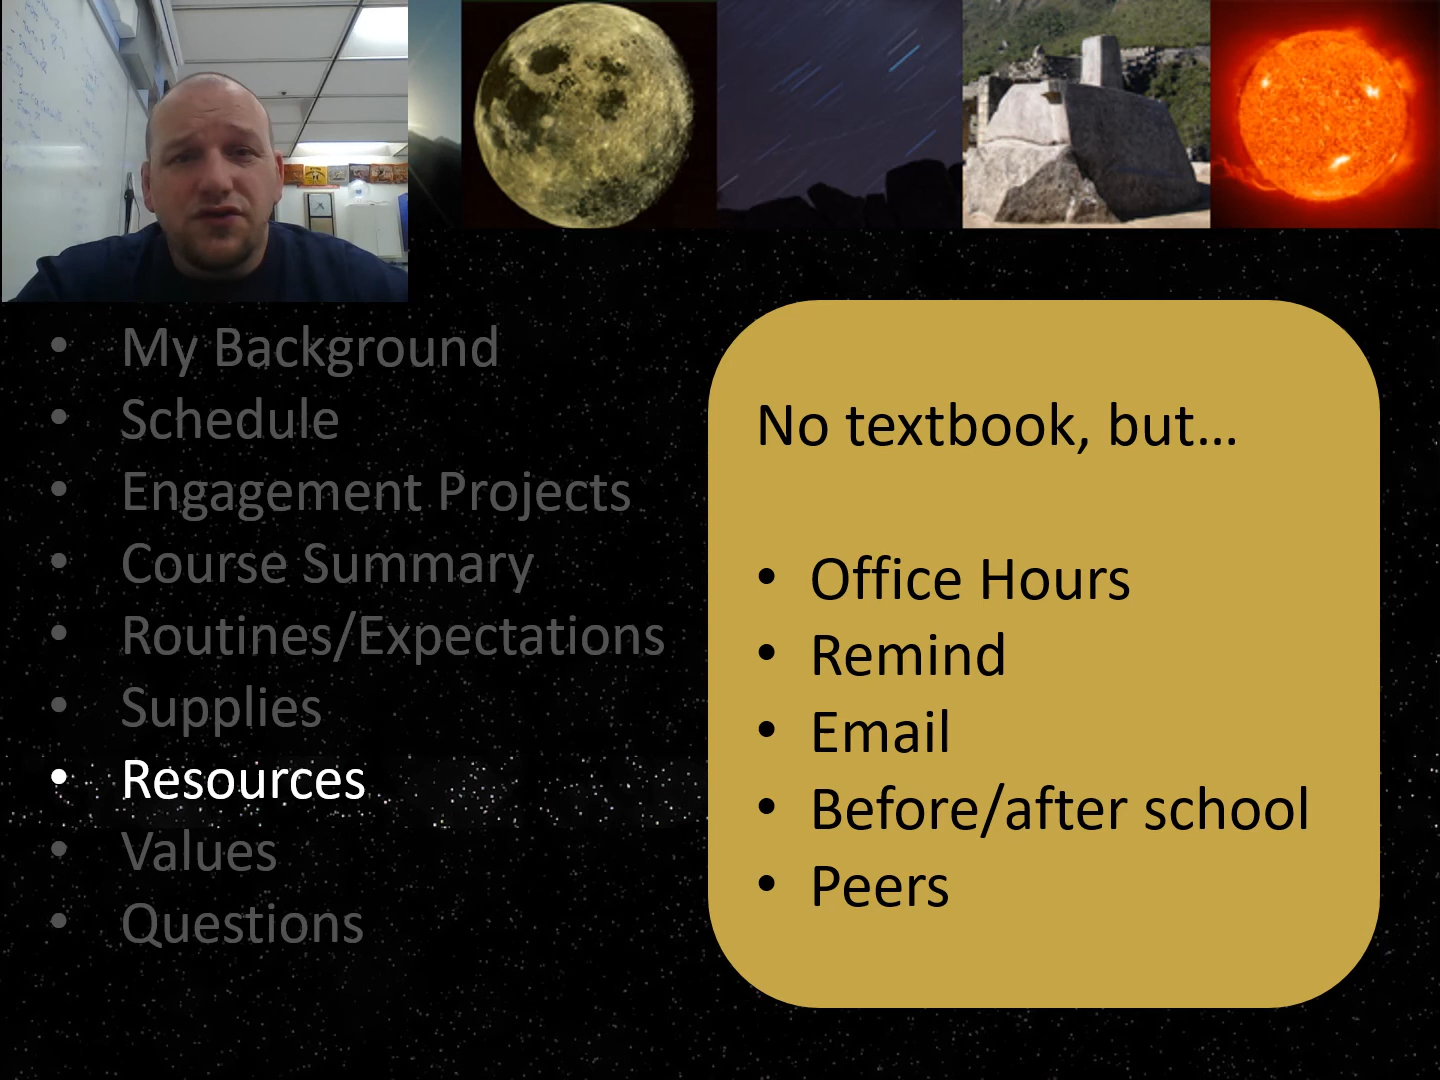 • My Background
• Schedule
• Engagement Projects
• Course Summary
• Routines/Expectations
• Supplies
• Resources
• Values
• Questions
No textbook, but...
• Office Hours
• Remind
• Email
• Before/after school
• Peers